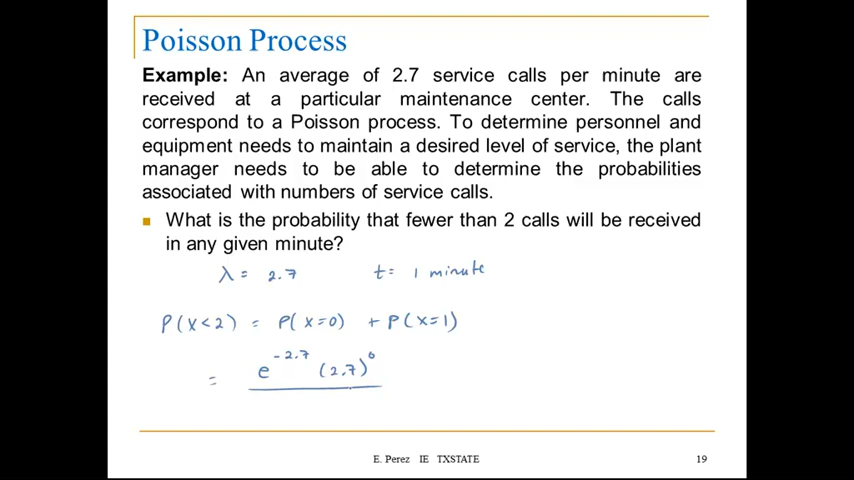 Poisson Process
Example: An average of 2.7 service calls per minute are
received at a particular maintenance center. The calls
correspond to a Poisson process. To determine personnel and
equipment needs to maintain a desired level of service, the plant
manager needs to be able to determine the probabilities
associated with numbers of service calls.
What is the probability that fewer than 2 calls will be received
in any given minute?
λ = 2.7 t = 1 minute
P(X<2) = P(X=0) + P(X=1)
= e^-2.7 (2.7)^0
E. Perez IE TXSTATE 19